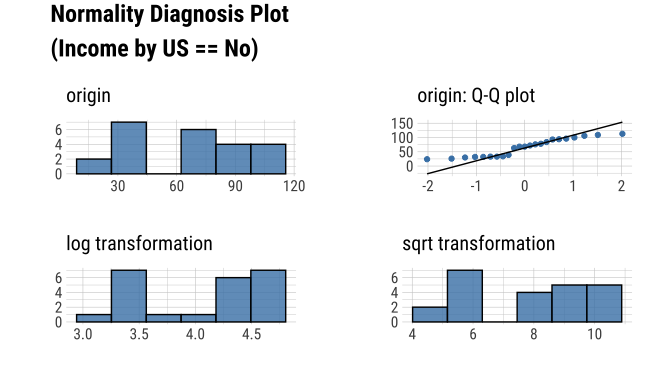 Normality Diagnosis Plot
(Income by US == No)
origin
6
4
2
0
30 60 90 120
origin: Q-Q plot
150
100
50
0
-2 -1 0 1 2
log transformation
6
4
2
0
3.0 3.5 4.0 4.5
sqrt transformation
6
4
2
0
4 6 8 10